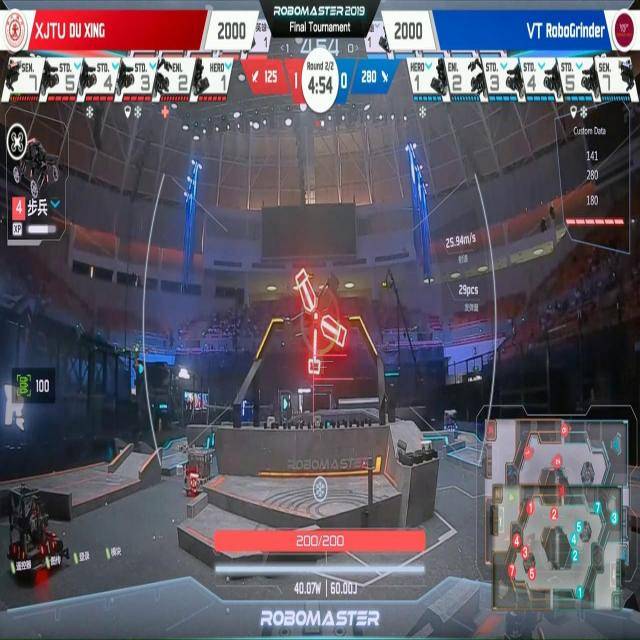 ROBOMASTER 2019
Final Tournament
XJTU DU XING
2000
2000
VT RoboGrinder
Round 2/2
4:54
125
1
0
280
SEN.
7
STD.
5
STD.
4
STD.
3
ENI.
2
HERO
1
HERO
1
ENI.
2
STD.
3
STD.
4
STD.
5
SEN.
7
Custom Data
141
280
180
4
步兵
XP
25.94m/s
29pcs
100
ROBOMASTER
200/200
40.07W | 60.00J
ROBOMASTER